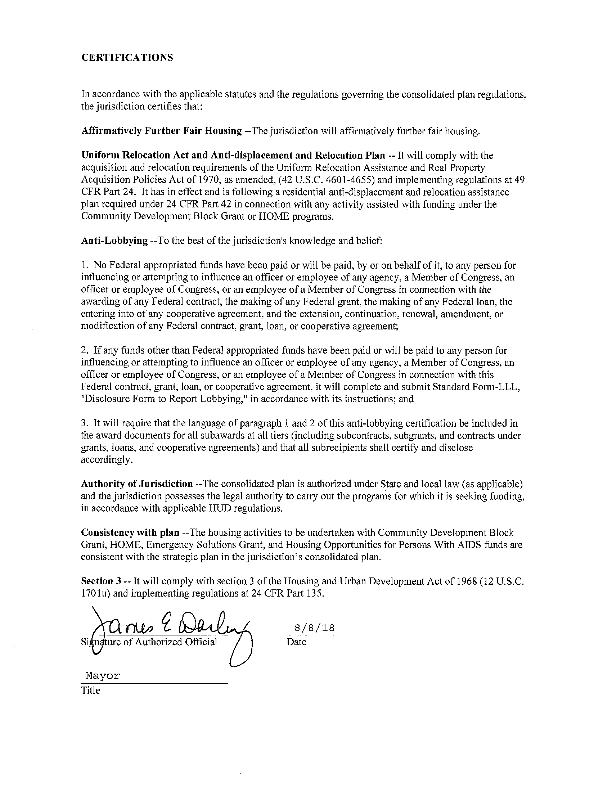 CERTIFICATIONS
In accordance with the applicable statutes and the regulations governing the consolidated plan regulations,
the jurisdiction certifies that:
Affirmatively Further Fair Housing --The jurisdiction will affirmatively further fair housing.
Uniform Relocation Act and Anti-displacement and Relocation Plan -- It will comply with the
acquisition and relocation requirements of the Uniform Relocation Assistance and Real Property
Acquisition Policies Act of 1970, as amended, (42 U.S.C. 4601-4655) and implementing regulations at 49
CFR Part 24. It has in effect and is following a residential anti-displacement and relocation assistance
plan required under 24 CFR Part 42 in connection with any activity assisted with funding under the
Community Development Block Grant or HOME programs.
Anti-Lobbying --To the best of the jurisdiction's knowledge and belief:
1. No Federal appropriated funds have been paid or will be paid, by or on behalf of it, to any person for
influencing or attempting to influence an officer or employee of any agency, a Member of Congress, an
officer or employee of Congress, or an employee of a Member of Congress in connection with the
awarding of any Federal contract, the making of any Federal grant, the making of any Federal loan, the
entering into of any cooperative agreement, and the extension, continuation, renewal, amendment, or
modification of any Federal contract, grant, loan, or cooperative agreement;
2. If any funds other than Federal appropriated funds have been paid or will be paid to any person for
influencing or attempting to influence an officer or employee of any agency, a Member of Congress, an
officer or employee of Congress, or an employee of a Member of Congress in connection with this
Federal contract, grant, loan, or cooperative agreement, it will complete and submit Standard Form-LLL,
"Disclosure Form to Report Lobbying," in accordance with its instructions; and
3. It will require that the language of paragraph 1 and 2 of this anti-lobbying certification be included in
the award documents for all subawards at all tiers (including subcontracts, subgrants, and contracts under
grants, loans, and cooperative agreements) and that all subrecipients shall certify and disclose
accordingly.
Authority of Jurisdiction --The consolidated plan is authorized under State and local law (as applicable)
and the jurisdiction possesses the legal authority to carry out the programs for which it is seeking funding,
in accordance with applicable HUD regulations.
Consistency with plan --The housing activities to be undertaken with Community Development Block
Grant, HOME, Emergency Solutions Grant, and Housing Opportunities for Persons With AIDS funds are
consistent with the strategic plan in the jurisdiction's consolidated plan.
Section 3 -- It will comply with section 3 of the Housing and Urban Development Act of 1968 (12 U.S.C.
1701u) and implementing regulations at 24 CFR Part 135.
James E Darling 8/8/18
Signature of Authorized Official Date
Mayor
Title